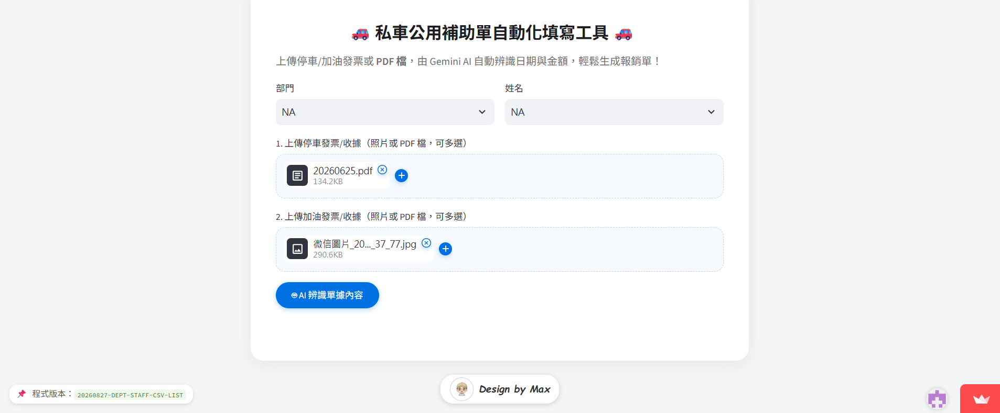 私車公用補助單自動化填寫工具
上傳停車/加油發票或 PDF 檔，由 Gemini AI 自動辨識日期與金額，輕鬆生成報銷單！
部門
姓名
NA
NA
1. 上傳停車發票/收據（照片或 PDF 檔，可多選）
20260625.pdf
134.2KB
2. 上傳加油發票/收據（照片或 PDF 檔，可多選）
微信圖片_20..._37_77.jpg
290.6KB
AI 辨識單據內容
Design by Max
程式版本：20260827-DEPT-STAFF-CSV-LIST